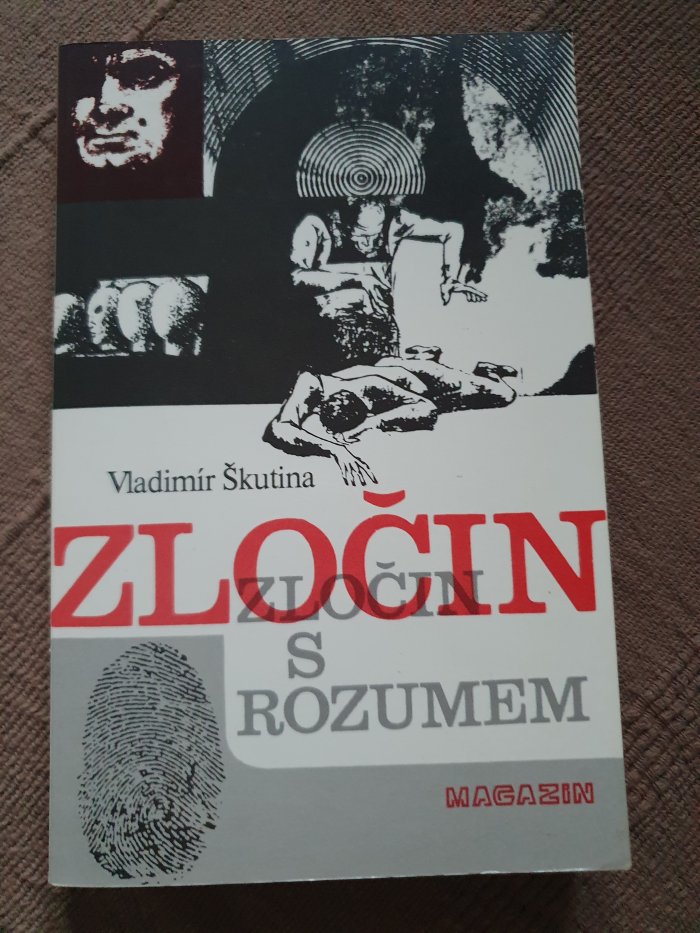 Vladimír Škutina
ZLOČIN
ZLOČIN
S
ROZUMEM
MAGAZIN